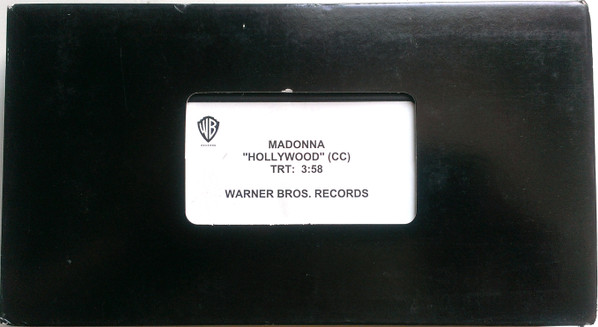 WB
MADONNA
"HOLLYWOOD" (CC)
TRT: 3:58
WARNER BROS. RECORDS